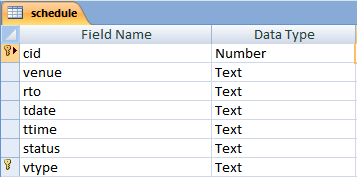 schedule
Field Name Data Type
cid Number
venue Text
rto Text
tdate Text
ttime Text
status Text
vtype Text